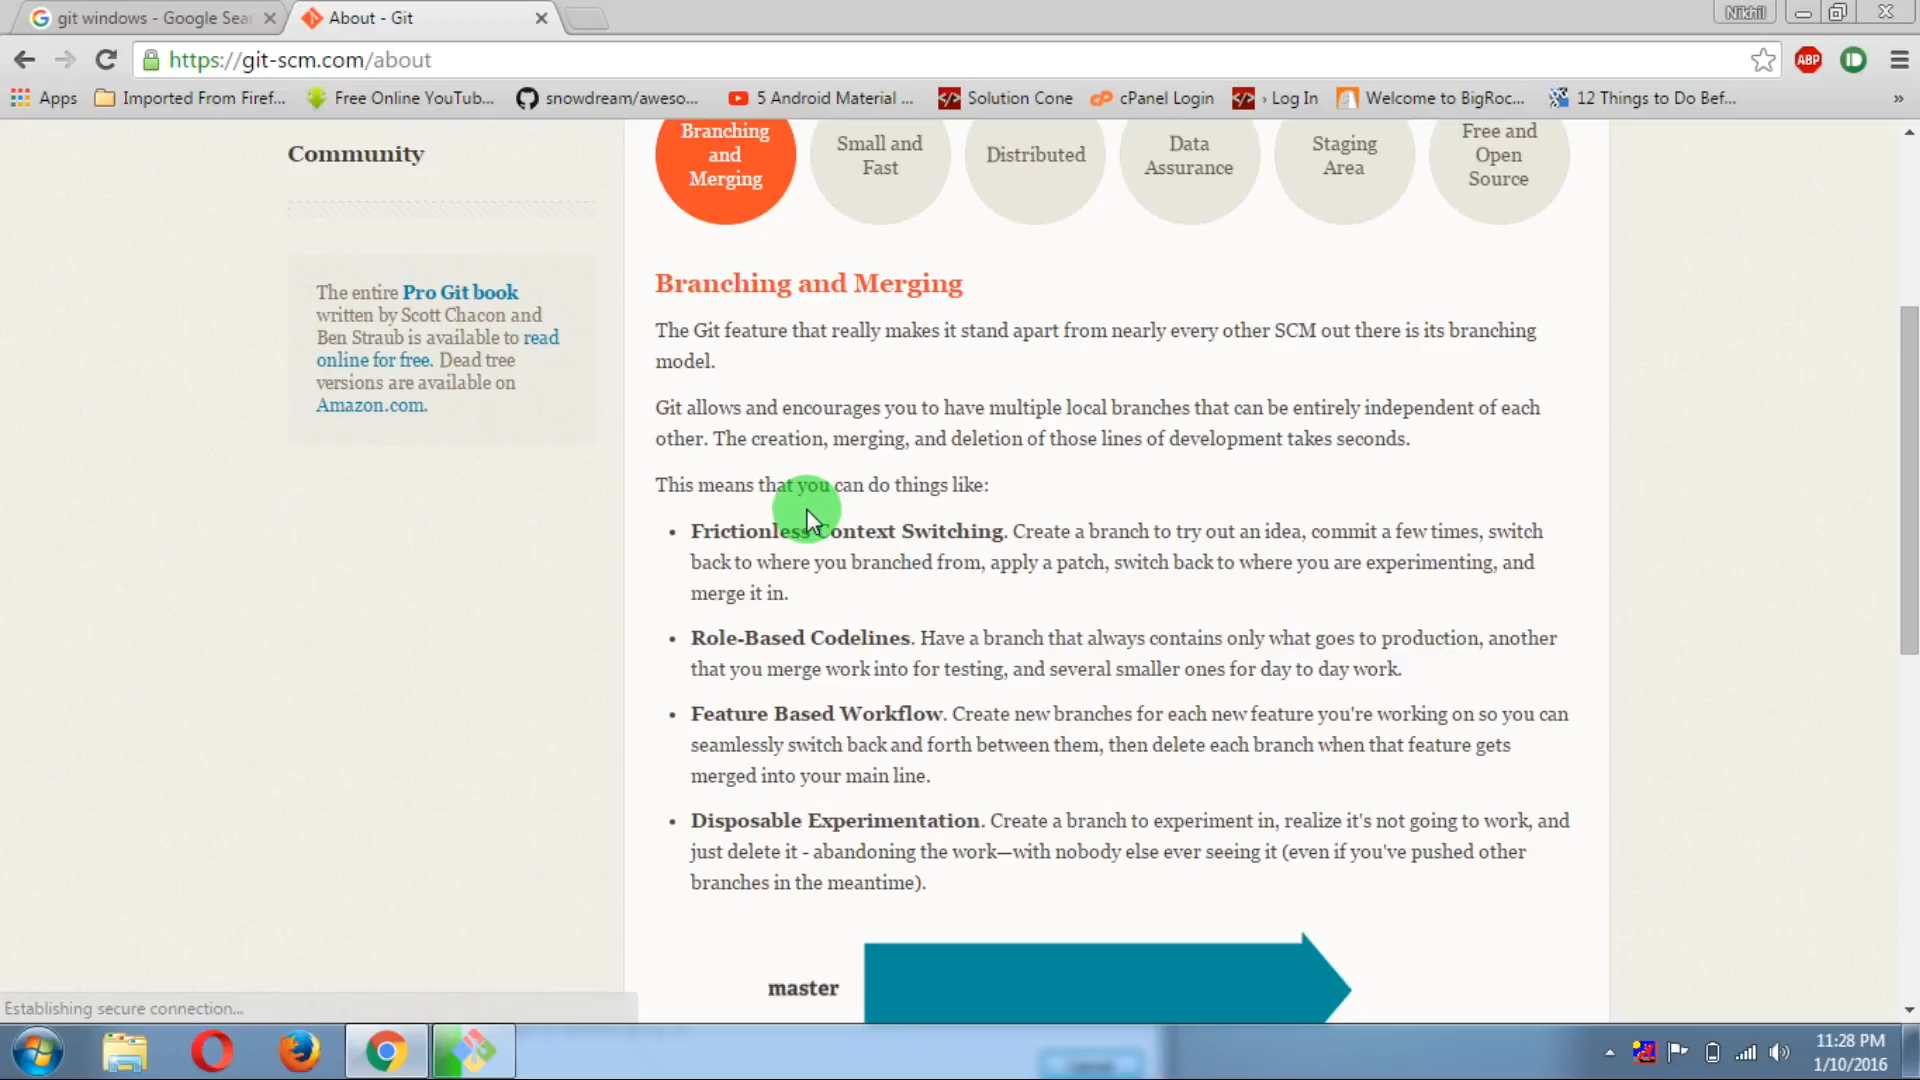 git windows - Google Sea
About - Git
Nikhil
https://git-scm.com/about
ABP
Apps
Imported From Firef...
Free Online YouTub...
snowdream/aweso...
5 Android Material ...
Solution Cone
cPanel Login
› Log In
Welcome to BigRoc...
12 Things to Do Bef...
»
Community
Branching
and
Merging
Small and
Fast
Distributed
Data
Assurance
Staging
Area
Free and
Open
Source
The entire Pro Git book
written by Scott Chacon and
Ben Straub is available to read
online for free. Dead tree
versions are available on
Amazon.com.
Branching and Merging
The Git feature that really makes it stand apart from nearly every other SCM out there is its branching
model.
Git allows and encourages you to have multiple local branches that can be entirely independent of each
other. The creation, merging, and deletion of those lines of development takes seconds.
This means that you can do things like:
• Frictionless Context Switching. Create a branch to try out an idea, commit a few times, switch
back to where you branched from, apply a patch, switch back to where you are experimenting, and
merge it in.
• Role-Based Codelines. Have a branch that always contains only what goes to production, another
that you merge work into for testing, and several smaller ones for day to day work.
• Feature Based Workflow. Create new branches for each new feature you're working on so you can
seamlessly switch back and forth between them, then delete each branch when that feature gets
merged into your main line.
• Disposable Experimentation. Create a branch to experiment in, realize it's not going to work, and
just delete it - abandoning the work—with nobody else ever seeing it (even if you've pushed other
branches in the meantime).
master
Establishing secure connection...
11:28 PM
1/10/2016